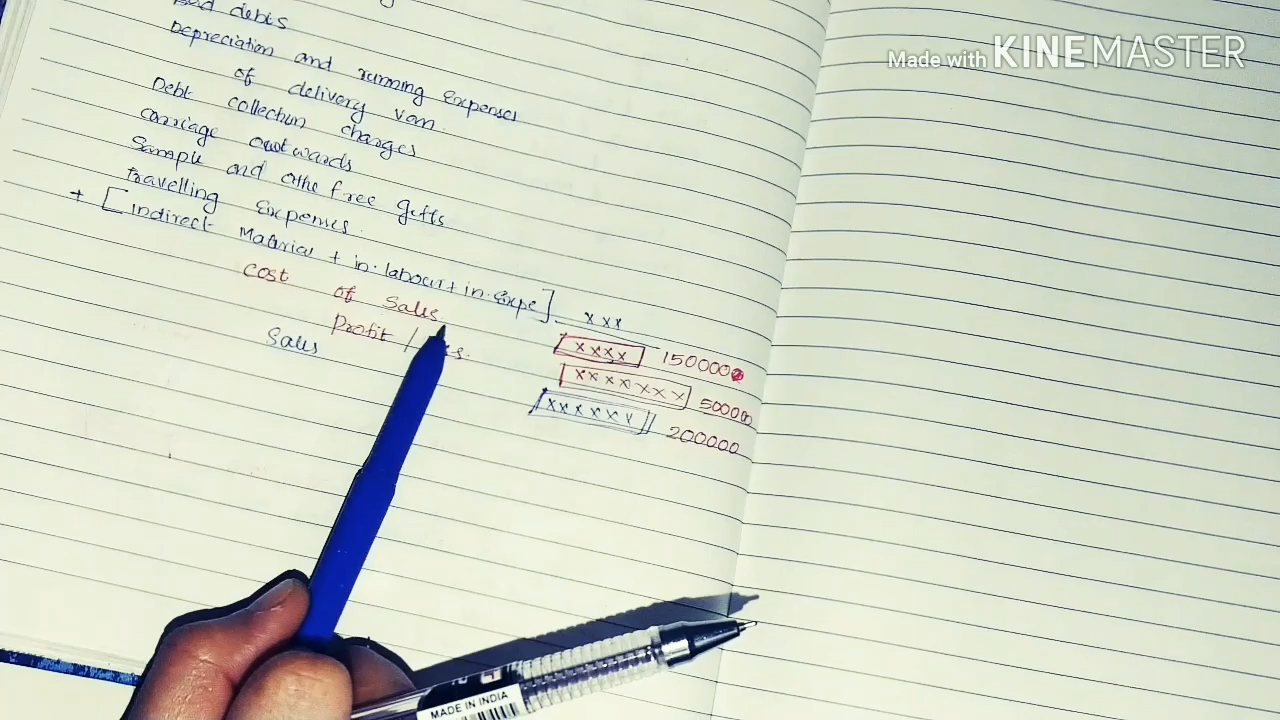 Bad debts
Depreciation and running Expenses
of delivery van.
Debt collection charges
carriage outwards
Sample and othe free gifts
travelling Expenses.
+ [indirect Material + in.labour + in.Expe] xxx
cost of Sales xxxx 150000
Profit / xxxxxxx 500000
Sales xxxxxx 200000
MADE IN INDIA
Made with KINEMASTER